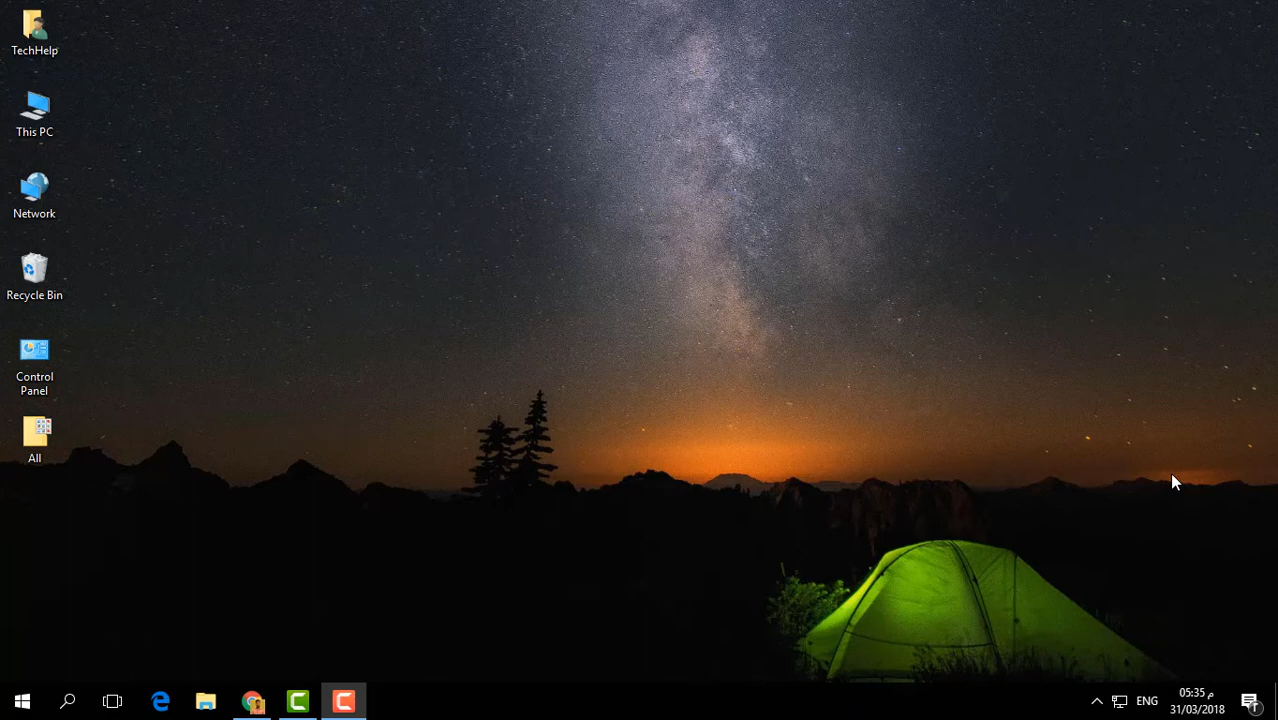 TechHelp
This PC
Network
Recycle Bin
Control
Panel
All
ENG
05:35 م
31/03/2018